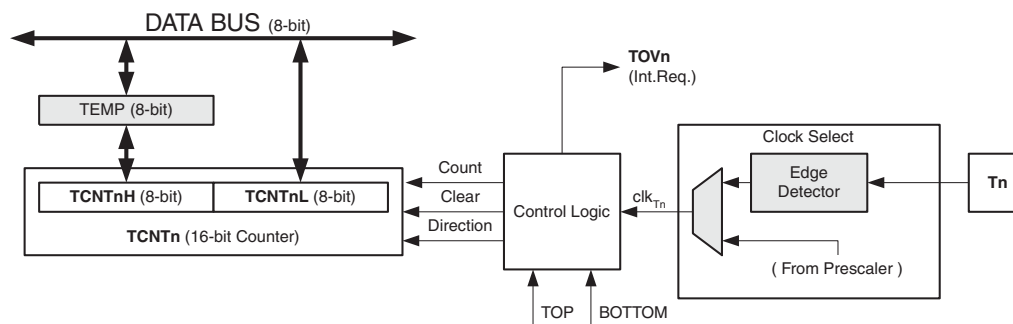 DATA BUS (8-bit)
TEMP (8-bit)
TCNTnH (8-bit)
TCNTnL (8-bit)
TCNTn (16-bit Counter)
Count
Clear
Direction
Control Logic
TOVn
(Int.Req.)
TOP
BOTTOM
clkTn
Clock Select
Edge
Detector
( From Prescaler )
Tn